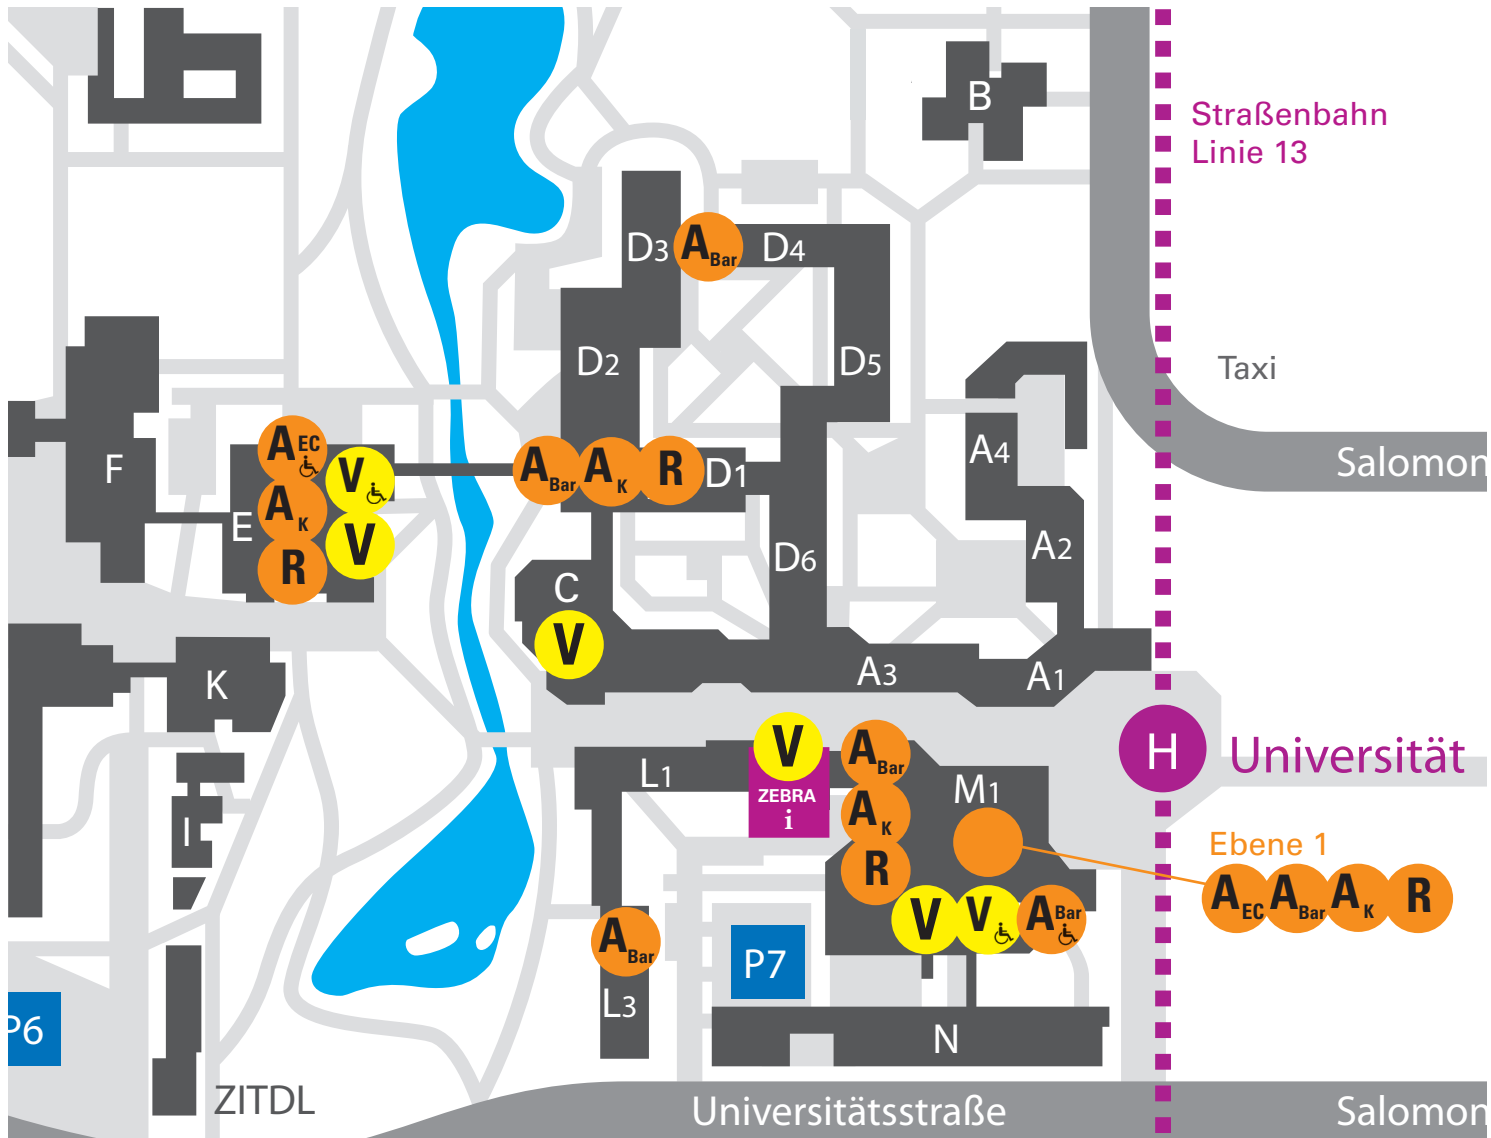 B
Straßenbahn
Linie 13
D3
A Bar
D4
D2
D5
Taxi
A4
Salomon
F
A EC
V
A K
E
V
R
A Bar
A K
R
D1
D6
A2
C
V
A3
A1
K
V
A Bar
H
Universität
L1
ZEBRA
i
A K
M1
R
I
Ebene 1
A EC
A Bar
A K
R
V
V
A Bar
A Bar
P7
L3
P6
N
ZITDL
Universitätsstraße
Salomon